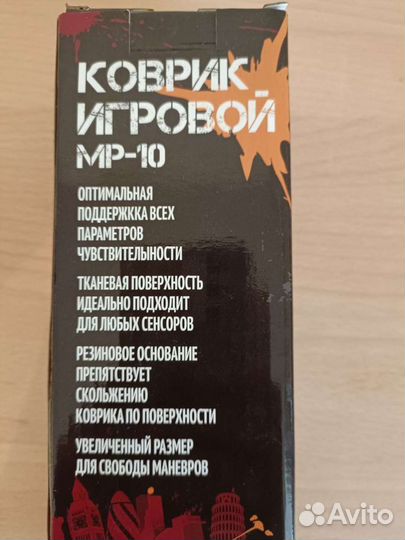 КОВРИК
ИГРОВОЙ
MP-10
ОПТИМАЛЬНАЯ
ПОДДЕРЖККА ВСЕХ
ПАРАМЕТРОВ
ЧУВСТВИТЕЛЬНОСТИ
ТКАНЕВАЯ ПОВЕРХНОСТЬ
ИДЕАЛЬНО ПОДХОДИТ
ДЛЯ ЛЮБЫХ СЕНСОРОВ
РЕЗИНОВОЕ ОСНОВАНИЕ
ПРЕПЯТСТВУЕТ
СКОЛЬЖЕНИЮ
КОВРИКА ПО ПОВЕРХНОСТИ
УВЕЛИЧЕННЫЙ РАЗМЕР
ДЛЯ СВОБОДЫ МАНЕВРОВ
Avito